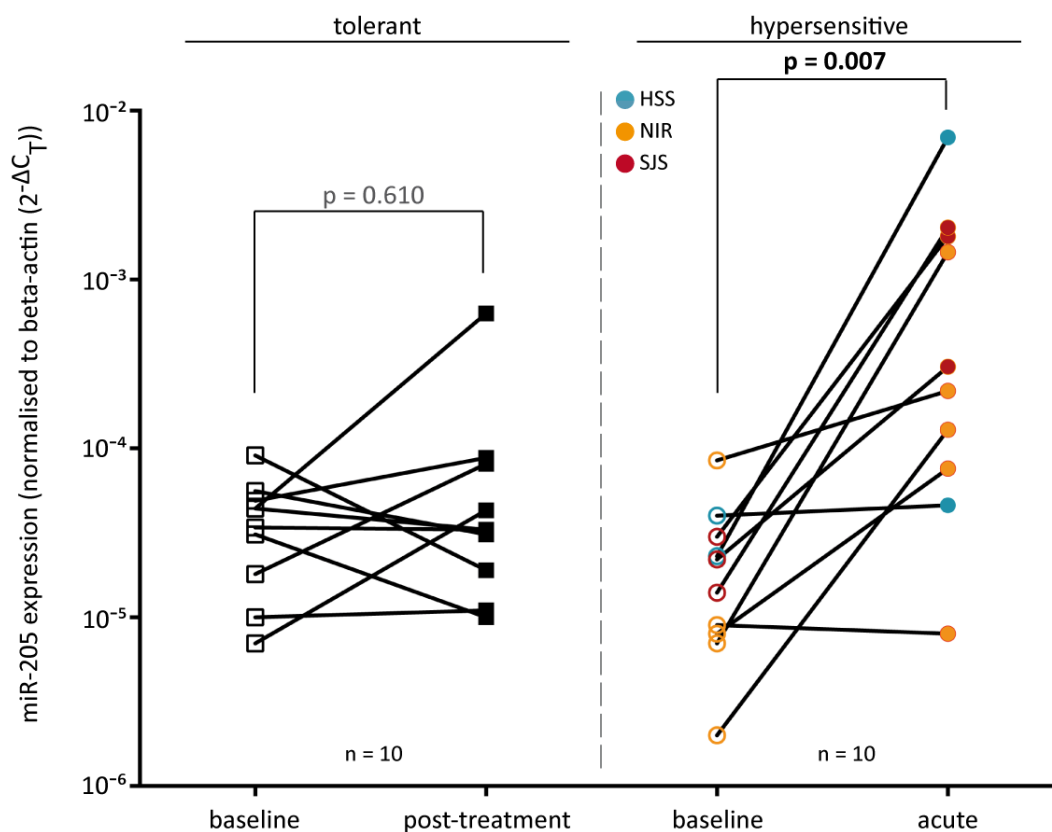 tolerant
hypersensitive
p = 0.007
HSS
NIR
SJS
p = 0.610
miR-205 expression (normalised to beta-actin (2^-ΔC_T))
10⁻²
10⁻³
10⁻⁴
10⁻⁵
10⁻⁶
n = 10
n = 10
baseline
post-treatment
baseline
acute